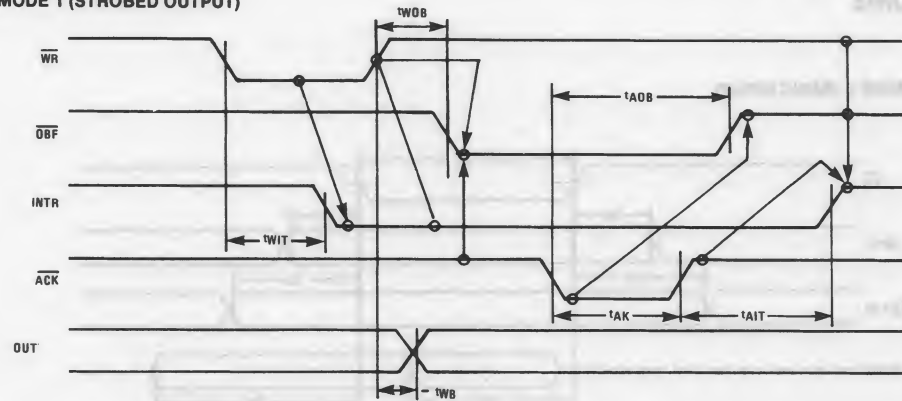 MODE 1 (STROBED OUTPUT)
tWOB
WR
tAOB
OBF
INTR
tWIT
ACK
tAK
tAIT
OUT
tWB